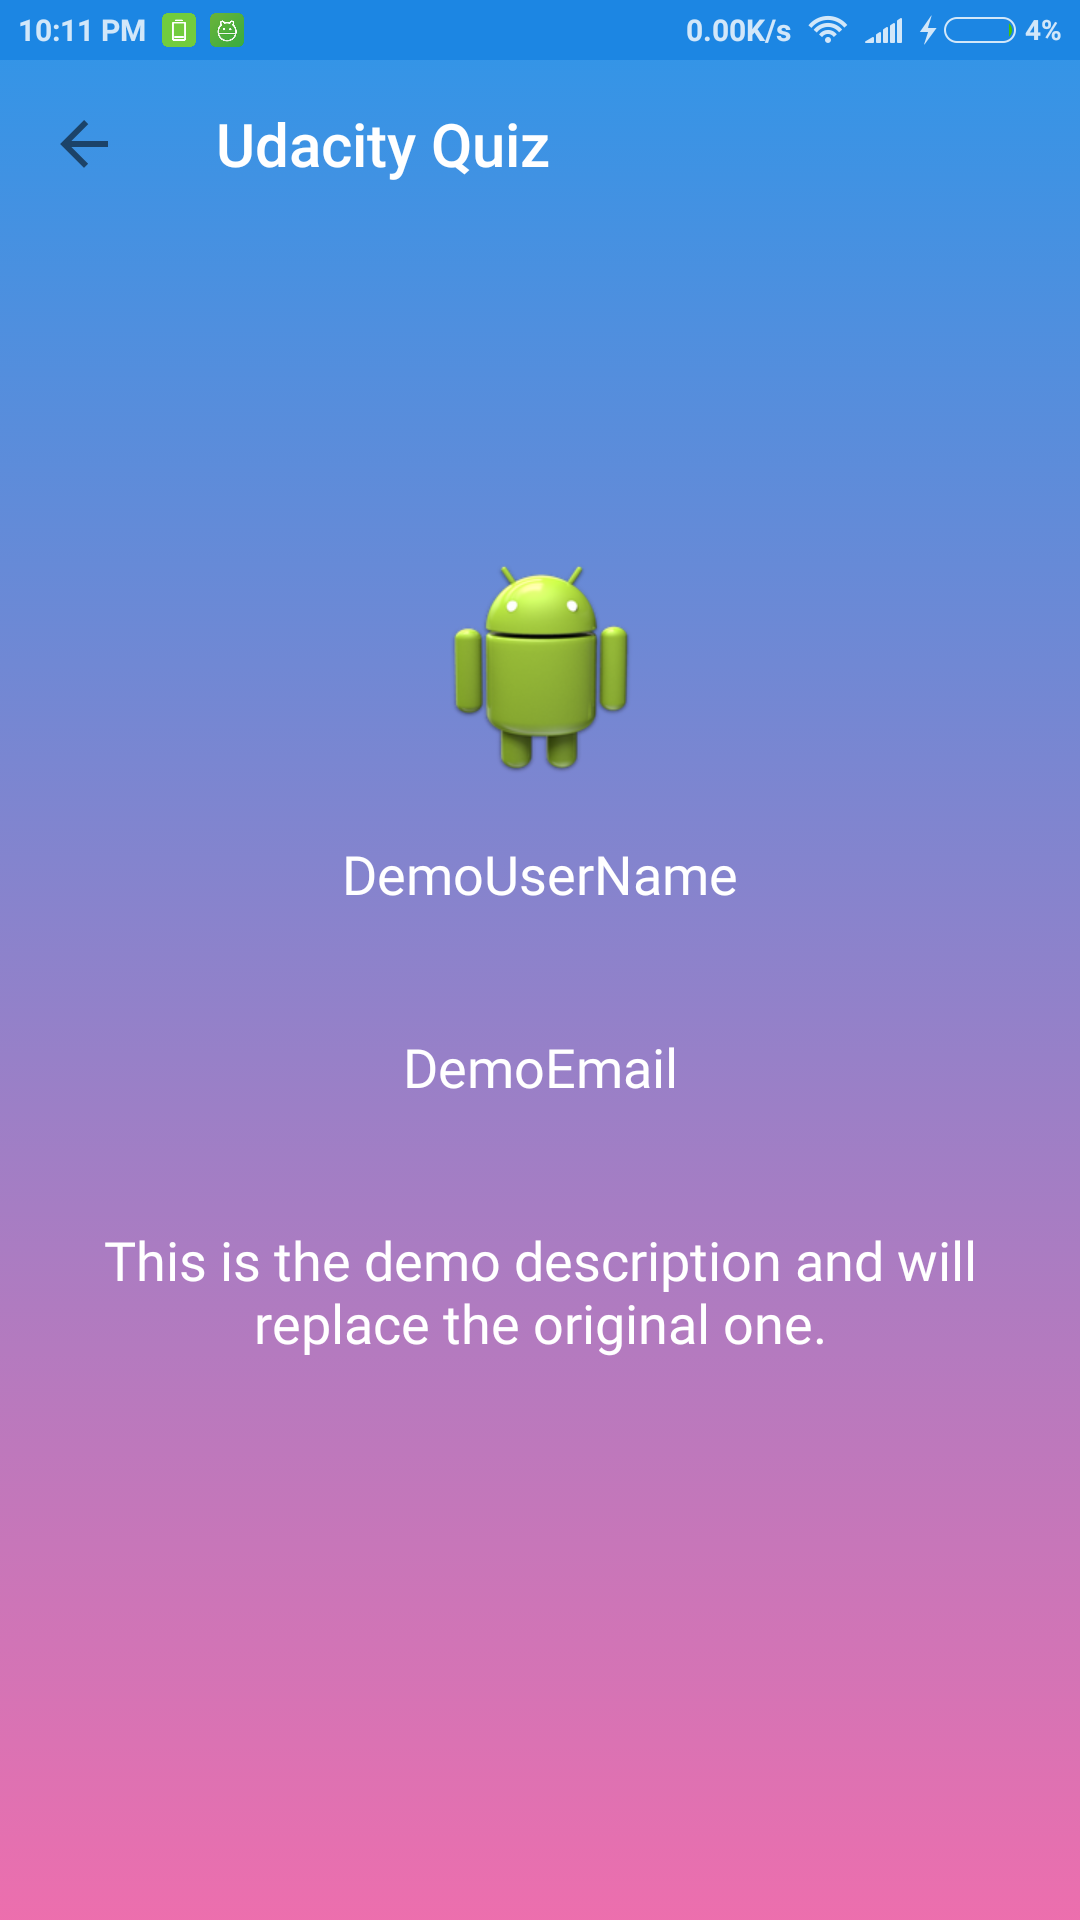 10:11 PM 0.00K/s 4%
Udacity Quiz
DemoUserName
DemoEmail
This is the demo description and will
replace the original one.